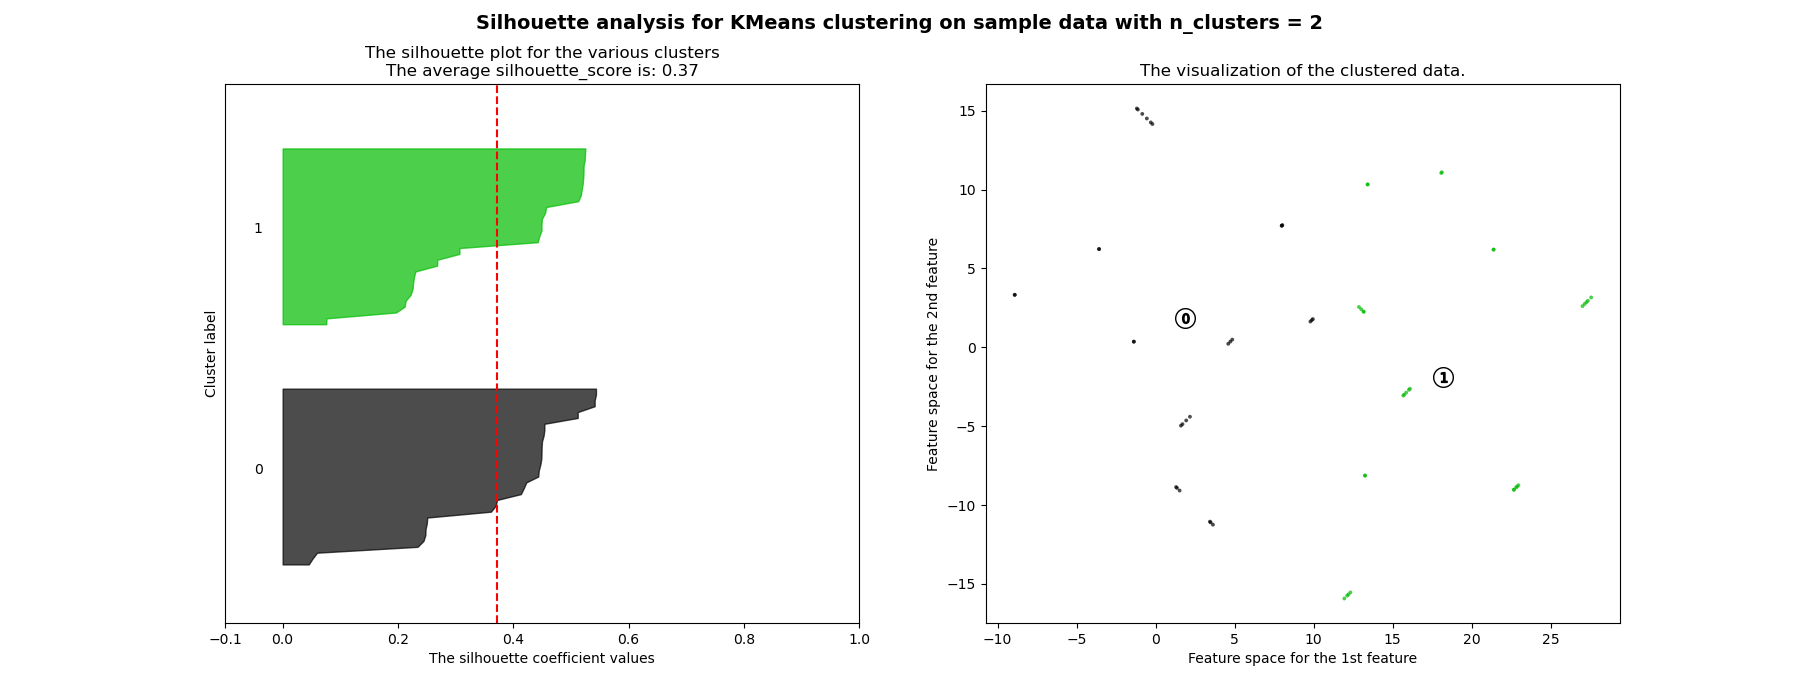 Silhouette analysis for KMeans clustering on sample data with n_clusters = 2
The silhouette plot for the various clusters
The average silhouette_score is: 0.37
Cluster label
1
0
−0.1 0.0 0.2 0.4 0.6 0.8 1.0
The silhouette coefficient values
The visualization of the clustered data.
Feature space for the 2nd feature
15
10
5
0
−5
−10
−15
0
1
−10 −5 0 5 10 15 20 25
Feature space for the 1st feature